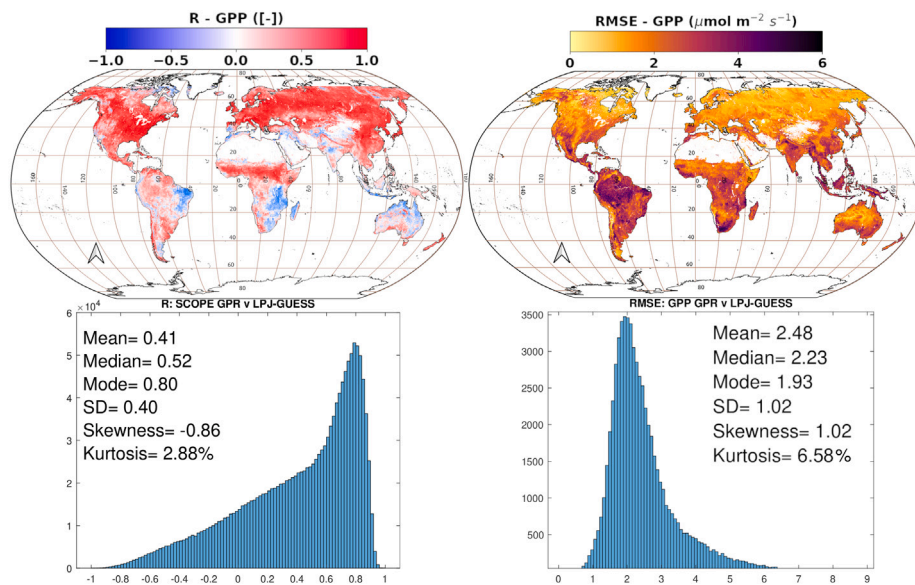 R - GPP ([-])
−1.0 −0.5 0.0 0.5 1.0
RMSE - GPP (μmol m⁻² s⁻¹)
0 2 4 6
R: SCOPE GPR v LPJ-GUESS
× 10⁴
Mean= 0.41
Median= 0.52
Mode= 0.80
SD= 0.40
Skewness= -0.86
Kurtosis= 2.88%
6
5
4
3
2
1
0
-1 -0.8 -0.6 -0.4 -0.2 0 0.2 0.4 0.6 0.8 1
RMSE: GPP GPR v LPJ-GUESS
Mean= 2.48
Median= 2.23
Mode= 1.93
SD= 1.02
Skewness= 1.02
Kurtosis= 6.58%
3500
3000
2500
2000
1500
1000
500
0 1 2 3 4 5 6 7 8 9